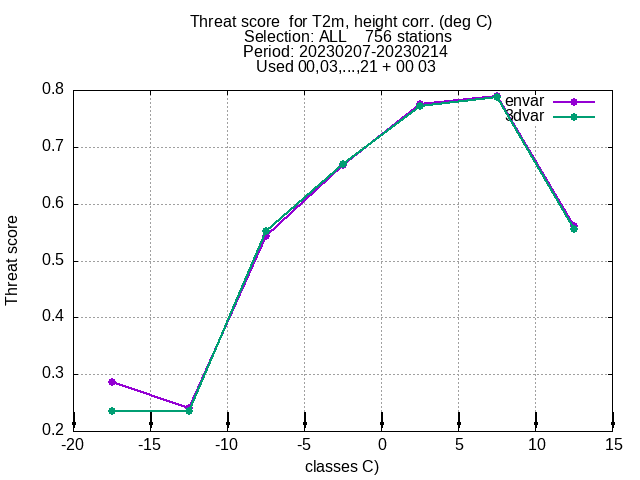 Threat score  for T2m, height corr. (deg C)
Selection: ALL    756 stations
Period: 20230207-20230214
Used 00,03,...,21 + 00 03
envar
3dvar
0.8
0.7
0.6
0.5
0.4
0.3
0.2
Threat score
-20 -15 -10 -5 0 5 10 15
classes C)